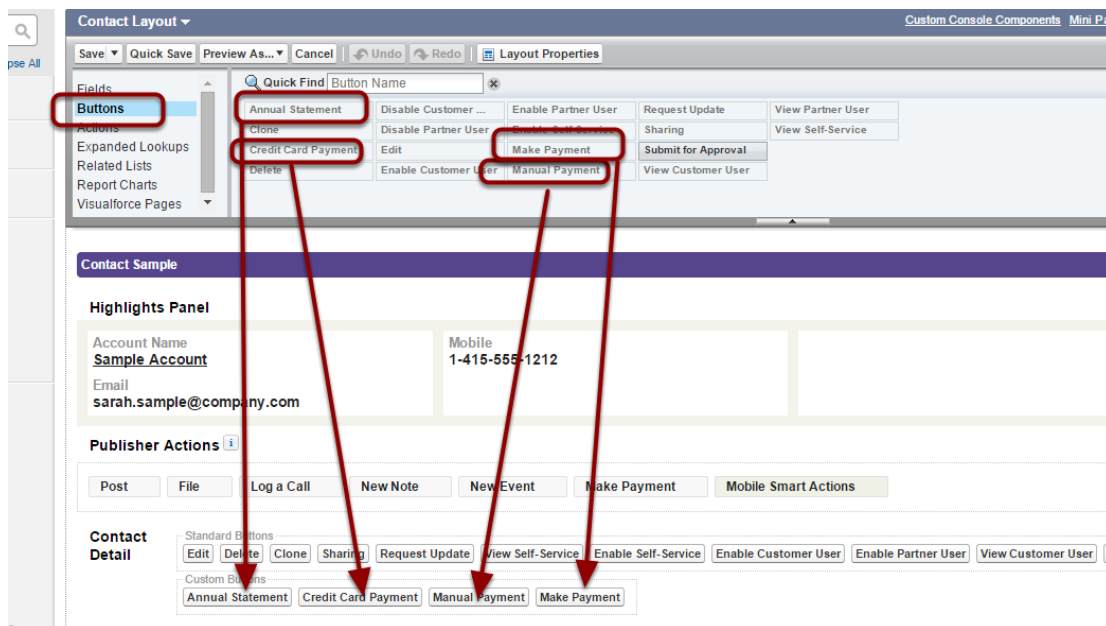 Contact Layout
Custom Console Components Mini
pse All
Save Quick Save Preview As... Cancel Undo Redo Layout Properties
Quick Find Button Name
Fields
Buttons
Actions
Expanded Lookups
Related Lists
Report Charts
Visualforce Pages
Annual Statement Disable Customer ... Enable Partner User Request Update View Partner User
Clone Disable Partner User Enable Self-Service Sharing View Self-Service
Credit Card Payment Edit Make Payment Submit for Approval
Delete Enable Customer User Manual Payment View Customer User
Contact Sample
Highlights Panel
Account Name
Sample Account
Email
sarah.sample@company.com
Mobile
1-415-555-1212
Publisher Actions
Post File Log a Call New Note New Event Make Payment Mobile Smart Actions
Contact Detail
Standard Buttons
Edit Delete Clone Sharing Request Update View Self-Service Enable Self-Service Enable Customer User Enable Partner User View Customer User
Custom Buttons
Annual Statement Credit Card Payment Manual Payment Make Payment